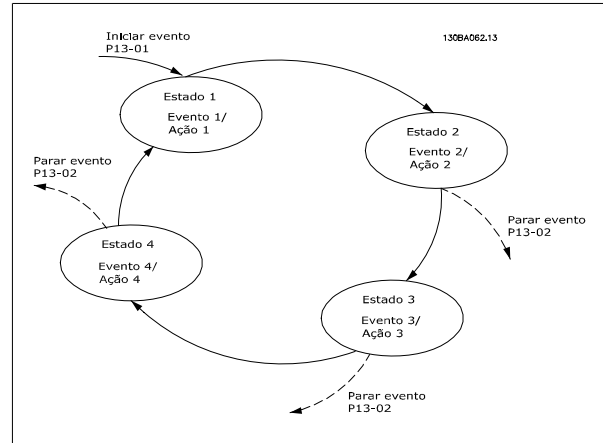 Iniciar evento
P13-01
130BA062.13
Estado 1
Evento 1/
Ação 1
Estado 2
Evento 2/
Ação 2
Parar evento
P13-02
Parar evento
P13-02
Estado 4
Evento 4/
Ação 4
Estado 3
Evento 3/
Ação 3
Parar evento
P13-02